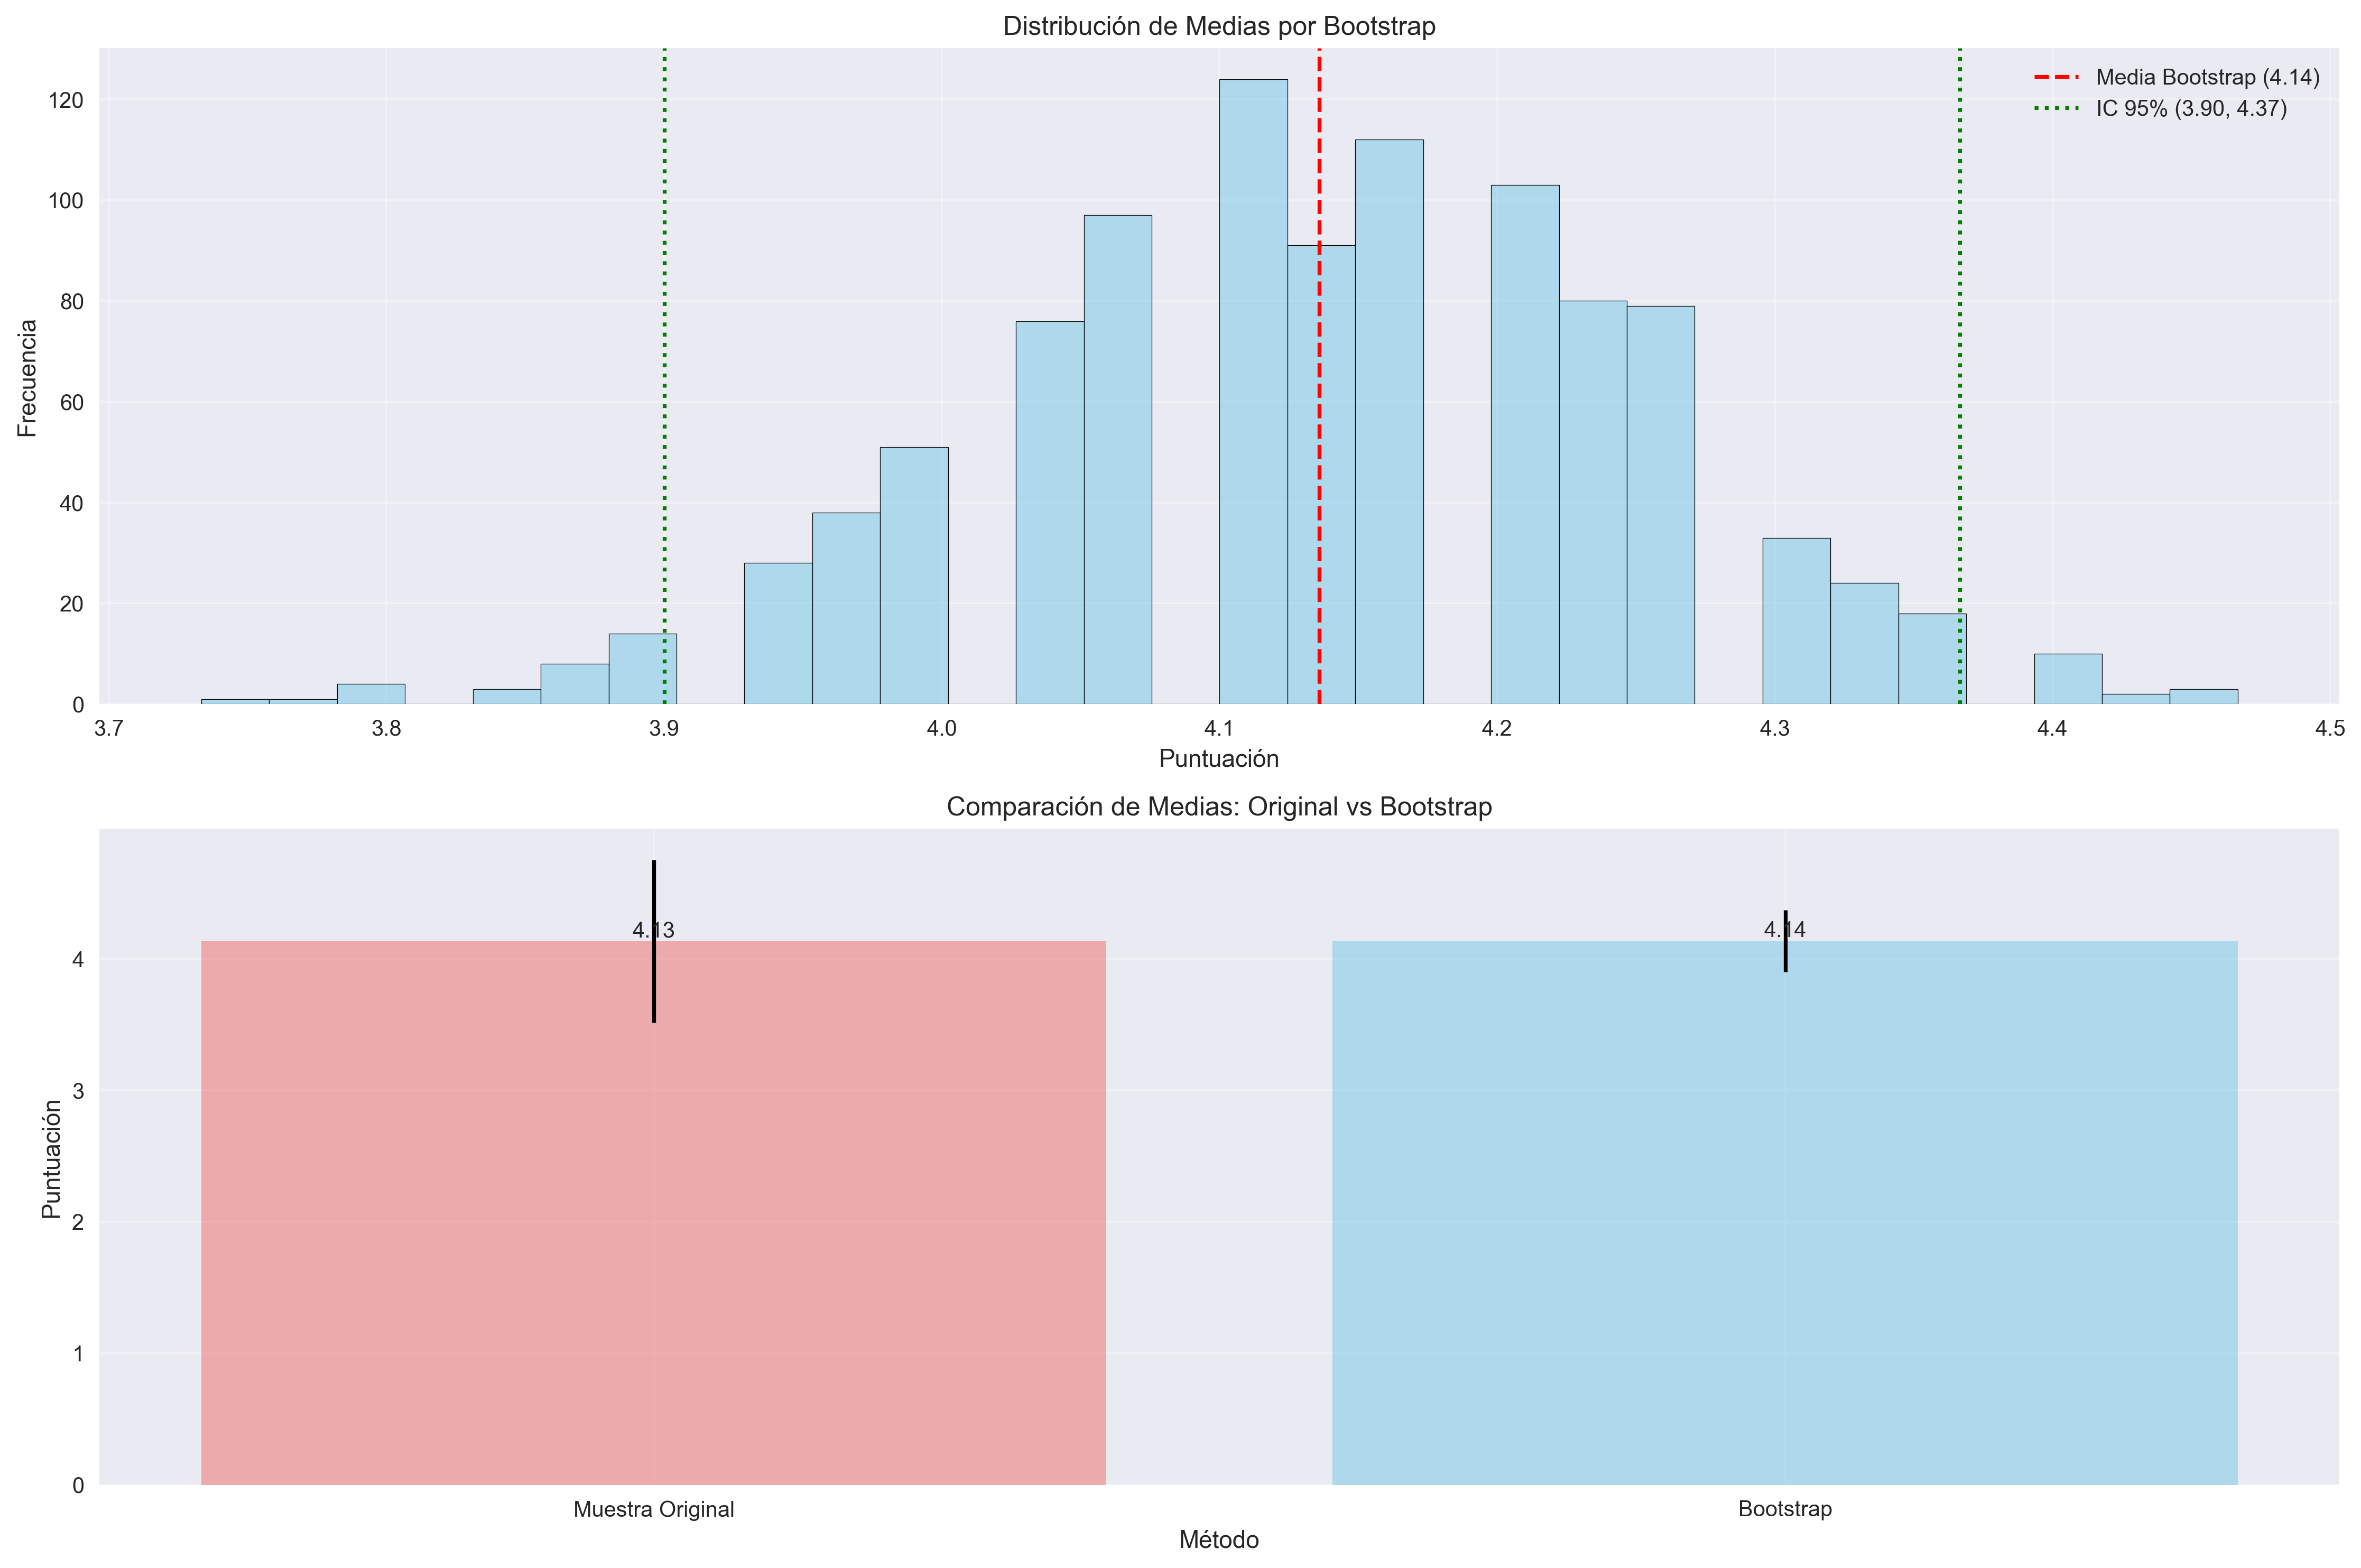 Distribución de Medias por Bootstrap
Media Bootstrap (4.14)
IC 95% (3.90, 4.37)
Frecuencia
120
100
80
60
40
20
0
3.7 3.8 3.9 4.0 4.1 4.2 4.3 4.4 4.5
Puntuación
Comparación de Medias: Original vs Bootstrap
4.13 4.14
Puntuación
4
3
2
1
0
Muestra Original Bootstrap
Método